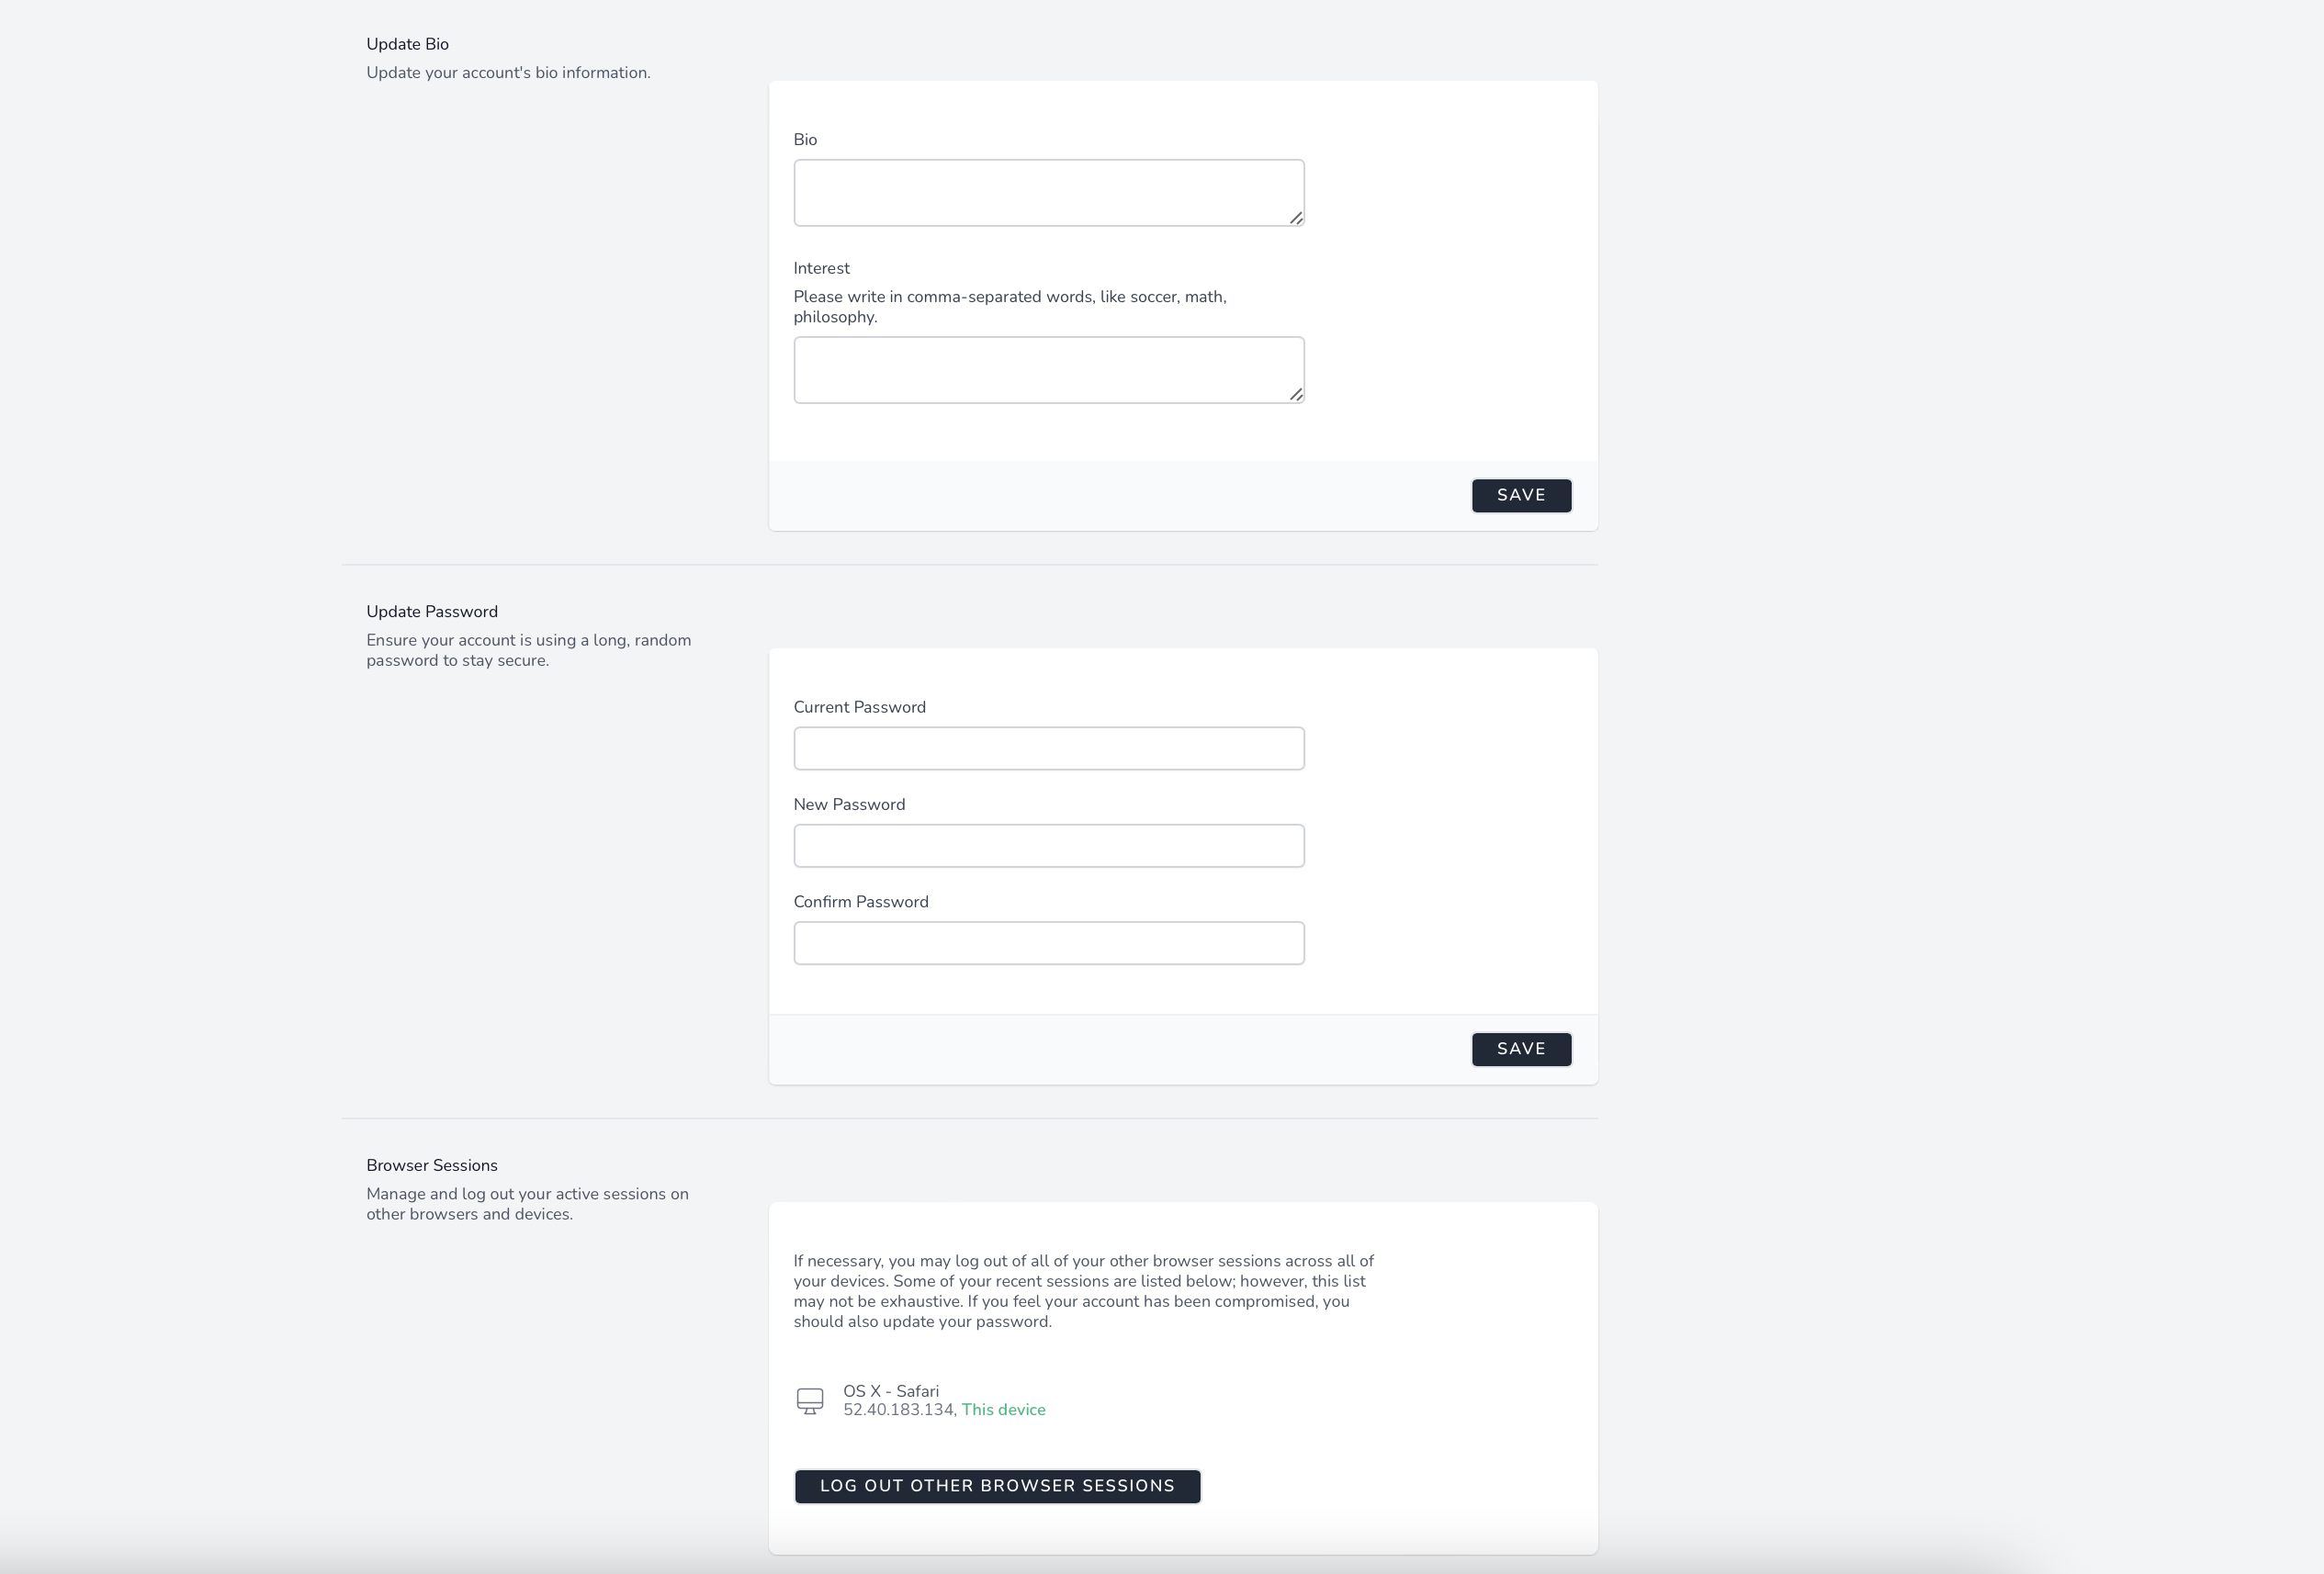 Update Bio
Update your account's bio information.
Bio
Interest
Please write in comma-separated words, like soccer, math,
philosophy.
SAVE
Update Password
Ensure your account is using a long, random
password to stay secure.
Current Password
New Password
Confirm Password
SAVE
Browser Sessions
Manage and log out your active sessions on
other browsers and devices.
If necessary, you may log out of all of your other browser sessions across all of
your devices. Some of your recent sessions are listed below; however, this list
may not be exhaustive. If you feel your account has been compromised, you
should also update your password.
OS X - Safari
52.40.183.134, This device
LOG OUT OTHER BROWSER SESSIONS